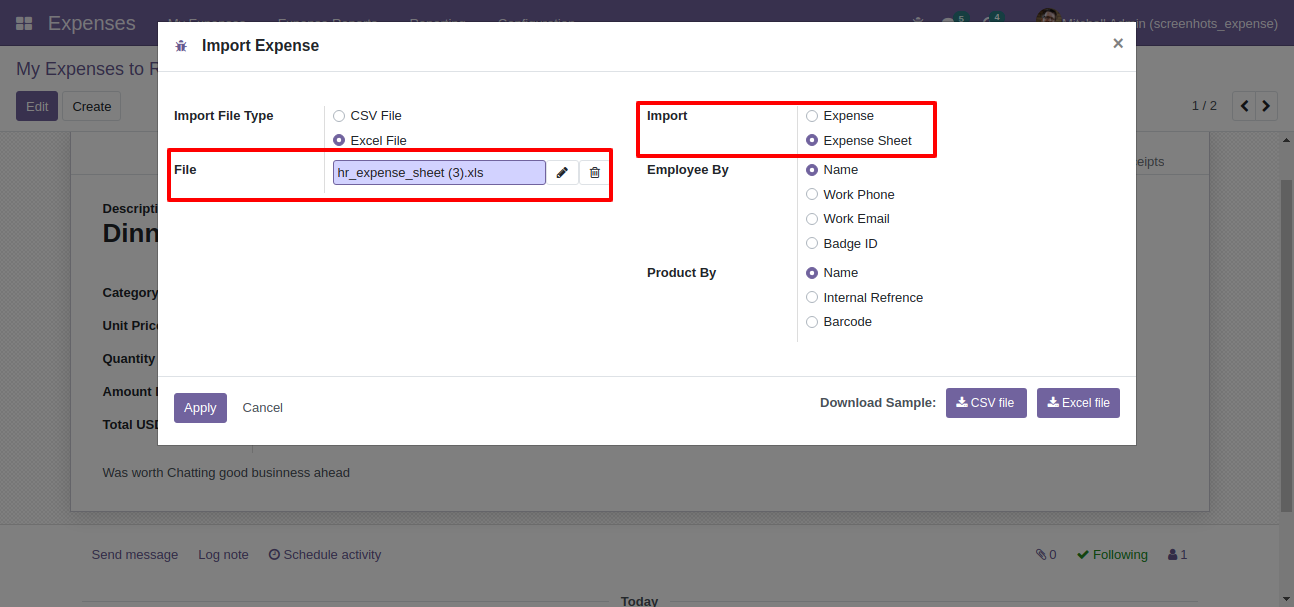 Expenses
My Expenses Expense Reports Reporting Configuration
5
4
Mitchell Admin (screenhots_expense)
My Expenses to R
Edit
Create
1 / 2
Import Expense
×
Import File Type
CSV File
Excel File
File
hr_expense_sheet (3).xls
Import
Expense
Expense Sheet
Employee By
Name
Work Phone
Work Email
Badge ID
Product By
Name
Internal Refrence
Barcode
Apply
Cancel
Download Sample:
CSV file
Excel file
eipts
Descripti
Dinn
Category
Unit Price
Quantity
Amount
Total USD
Was worth Chatting good businness ahead
Send message
Log note
Schedule activity
0
Following
1
Today